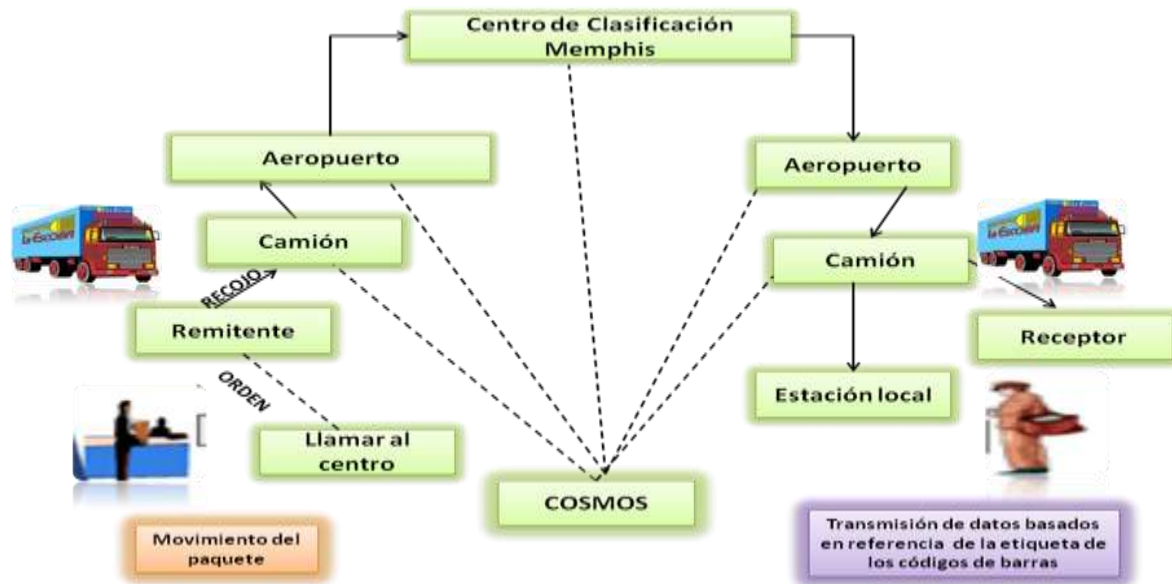 Centro de Clasificación
Memphis
Aeropuerto
Aeropuerto
Camión
Camión
RECOJO
Remitente
Receptor
ORDEN
Estación local
Llamar al
centro
COSMOS
Movimiento del
paquete
Transmisión de datos basados
en referencia de la etiqueta de
los códigos de barras